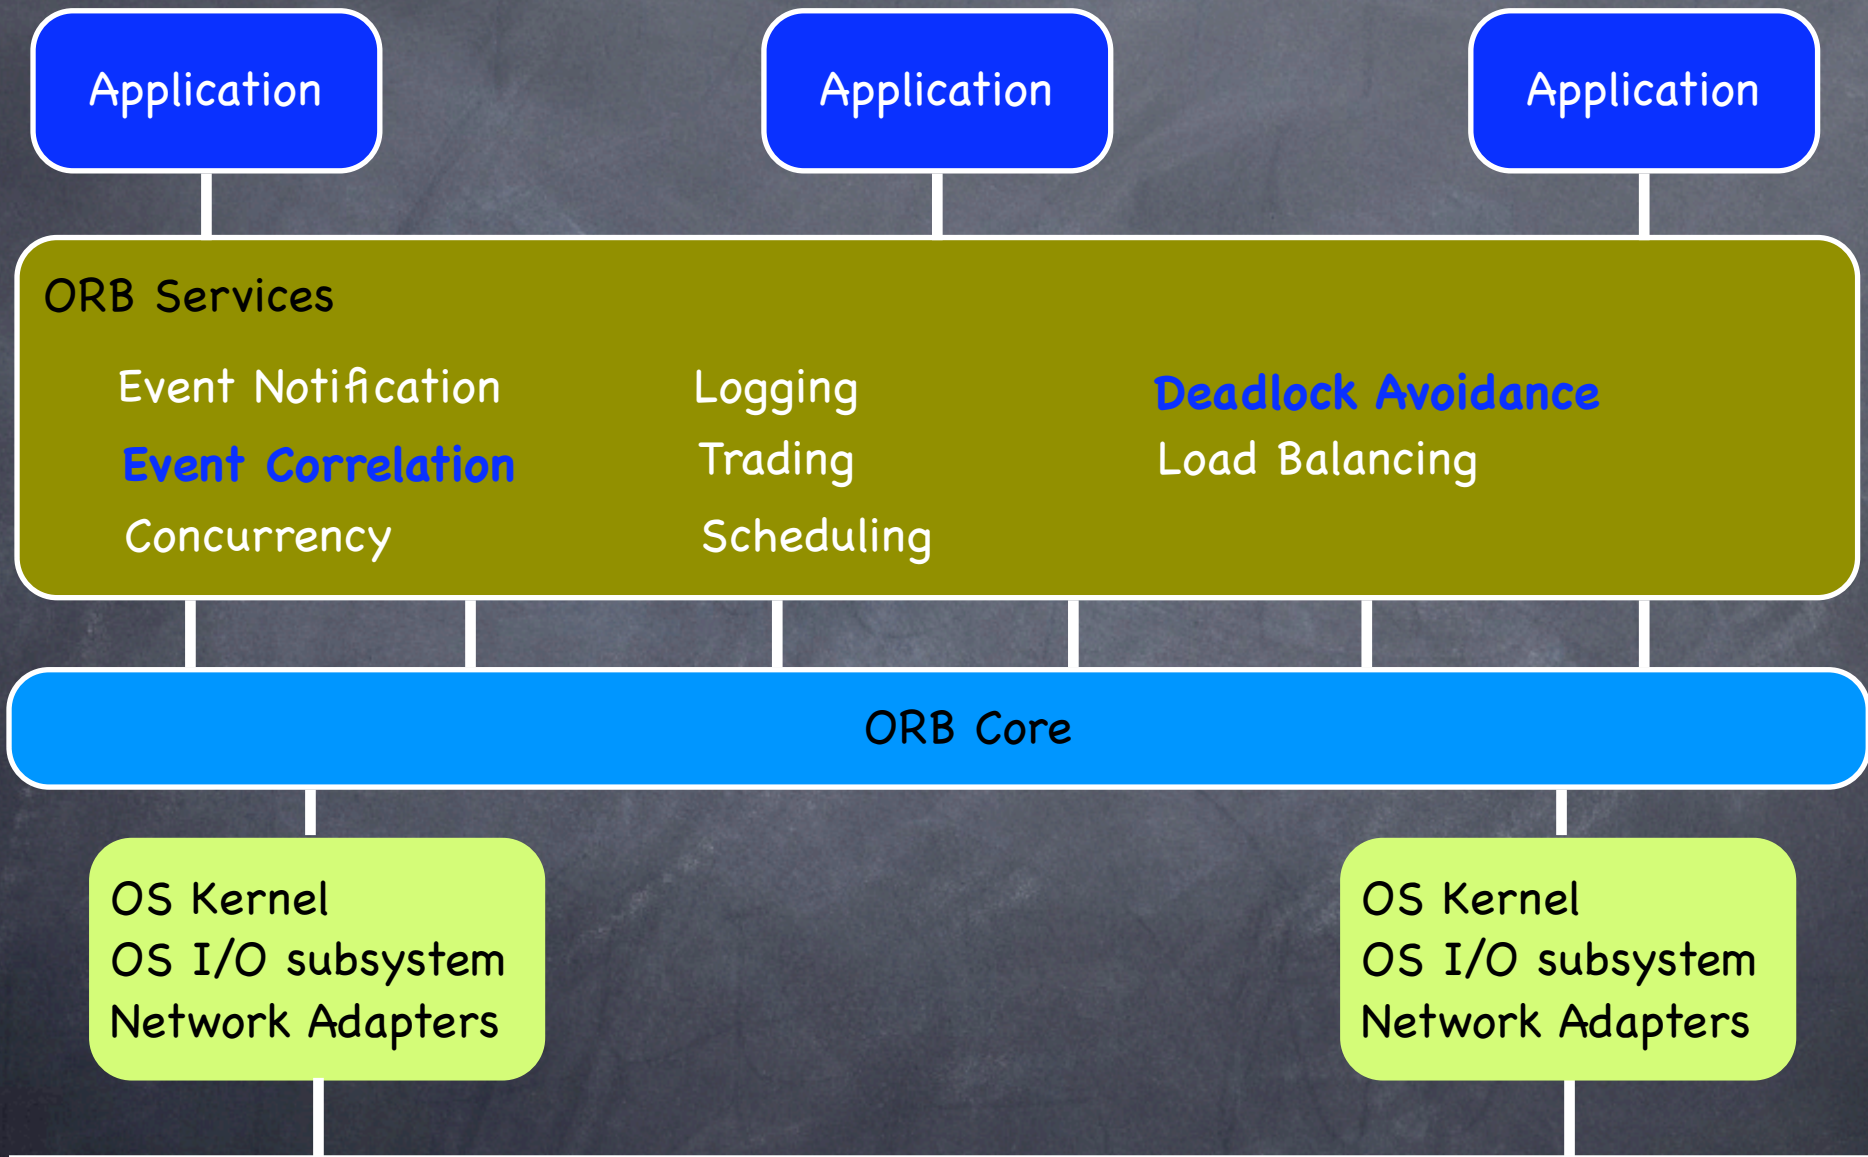 Application
Application
Application
ORB Services
Event Notification
Event Correlation
Concurrency
Logging
Trading
Scheduling
Deadlock Avoidance
Load Balancing
ORB Core
OS Kernel
OS I/O subsystem
Network Adapters
OS Kernel
OS I/O subsystem
Network Adapters